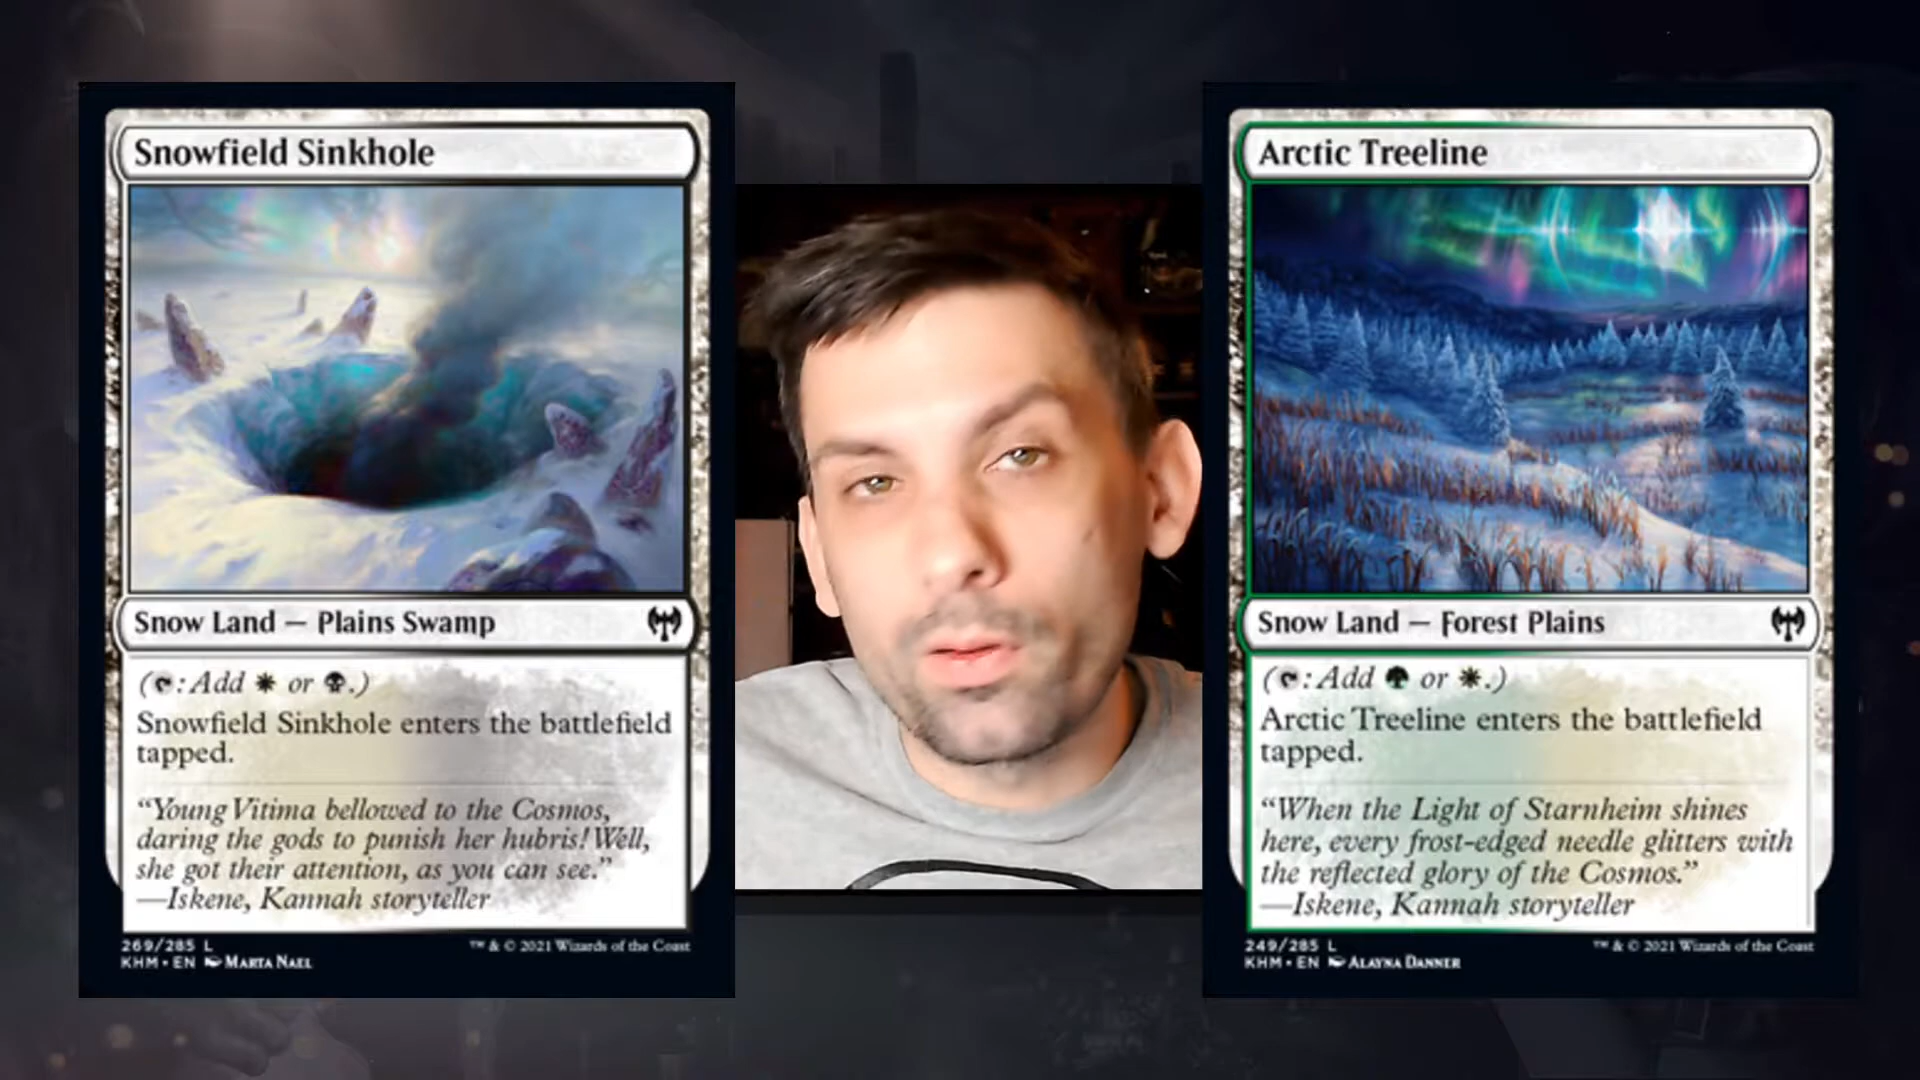 Snowfield Sinkhole
Snow Land — Plains Swamp
( : Add or .)
Snowfield Sinkhole enters the battlefield
tapped.
“Young Vitima bellowed to the Cosmos,
daring the gods to punish her hubris! Well,
she got their attention, as you can see.”
—Iskene, Kannah storyteller
269/285 L
KHM • EN Marta Nael
™ & © 2021 Wizards of the Coast
Arctic Treeline
Snow Land — Forest Plains
( : Add or .)
Arctic Treeline enters the battlefield
tapped.
“When the Light of Starnheim shines
here, every frost-edged needle glitters with
the reflected glory of the Cosmos.”
—Iskene, Kannah storyteller
249/285 L
KHM • EN Alayna Danner
™ & © 2021 Wizards of the Coast